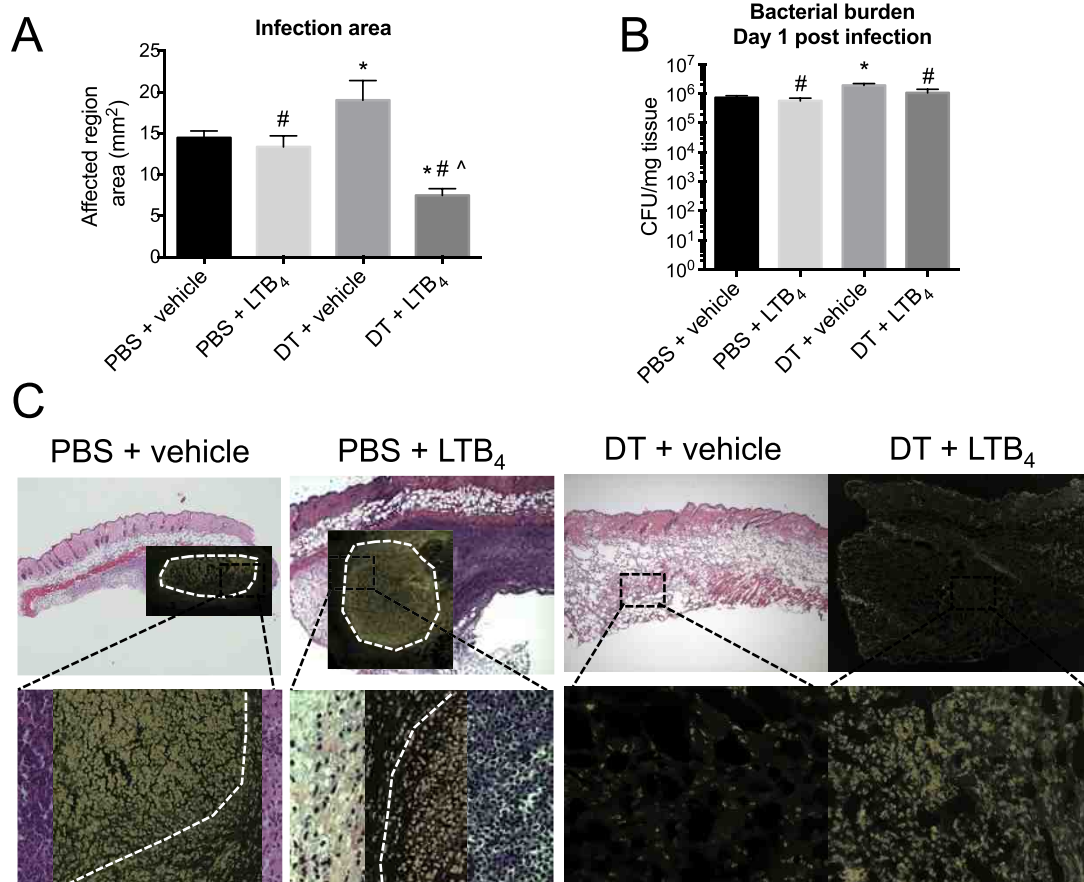 A
Infection area
Affected region
area (mm²)
25
20
15
10
5
0
#
*
* # ^
PBS + vehicle
PBS + LTB₄
DT + vehicle
DT + LTB₄
B
Bacterial burden
Day 1 post infection
CFU/mg tissue
10⁷
10⁶
10⁵
10⁴
10³
10²
10¹
10⁰
#
*
#
PBS + vehicle
PBS + LTB₄
DT + vehicle
DT + LTB₄
C
PBS + vehicle
PBS + LTB₄
DT + vehicle
DT + LTB₄